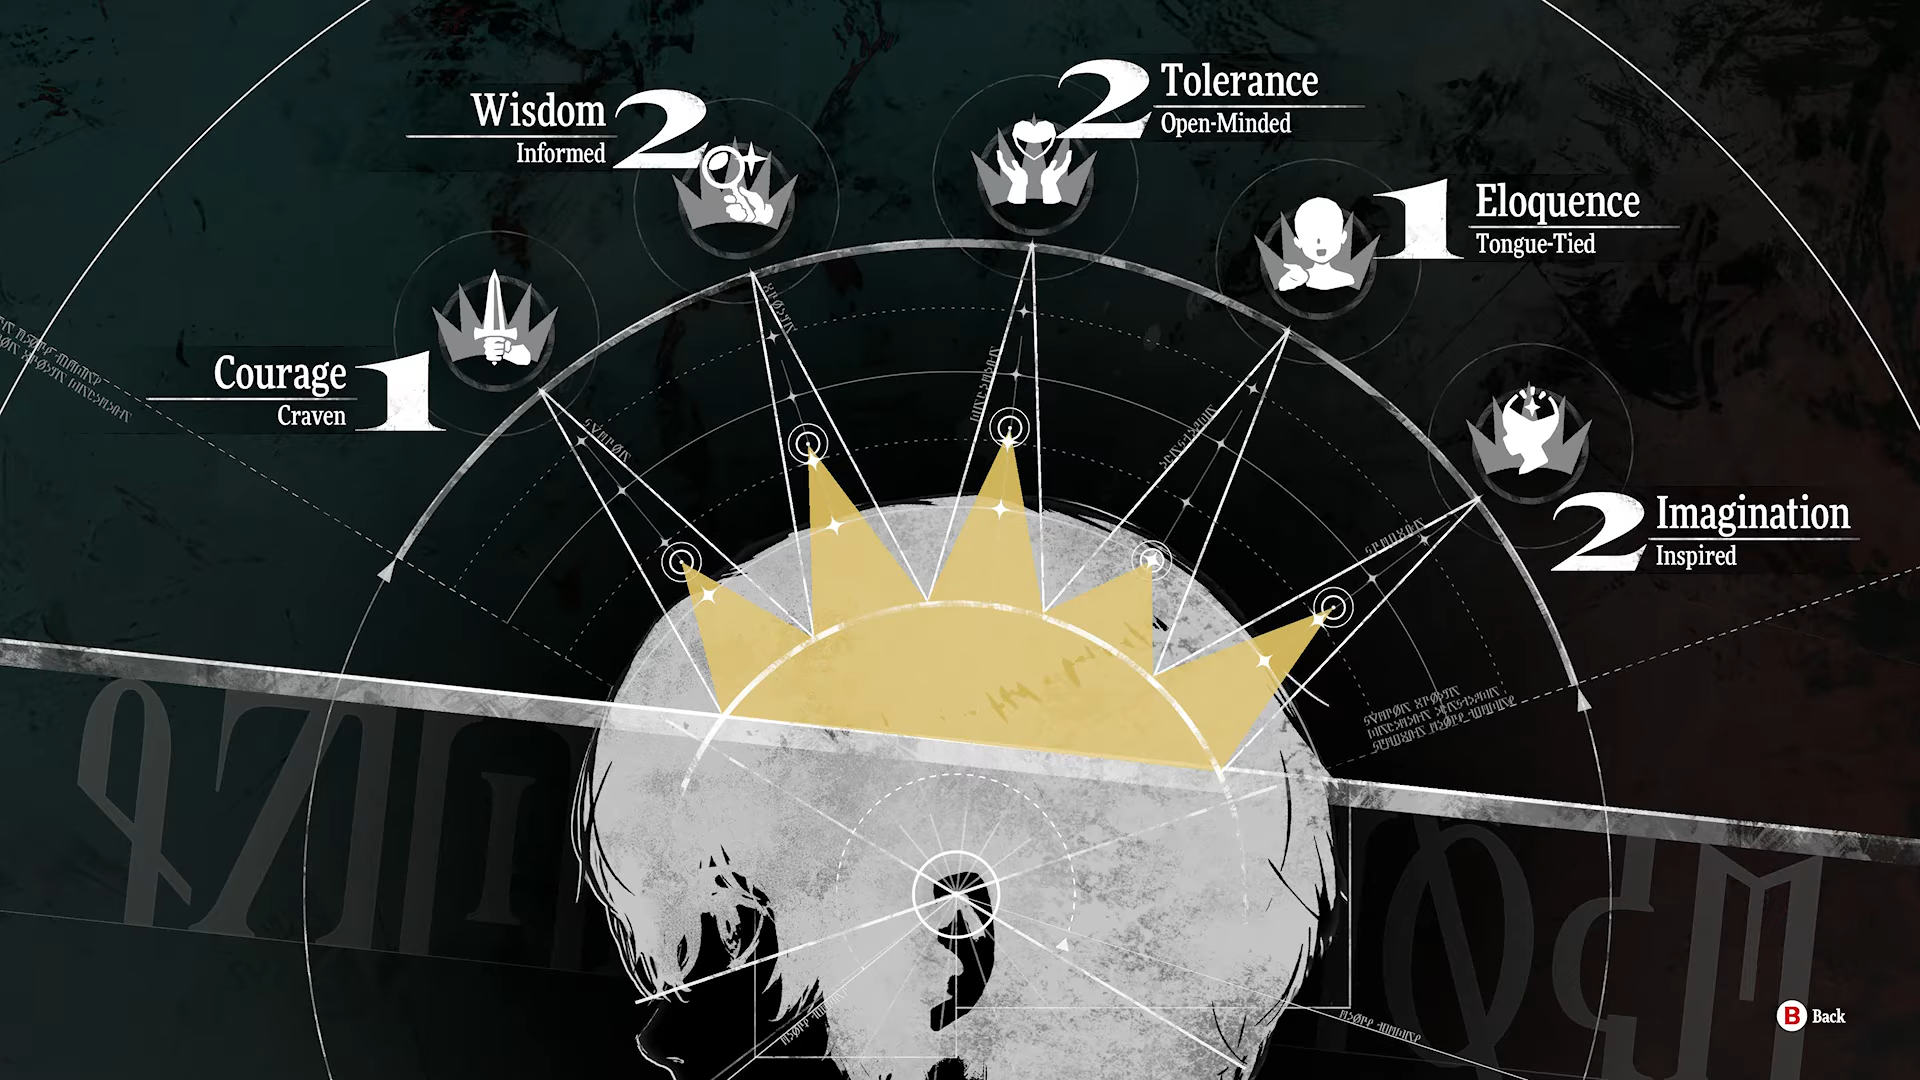 Wisdom
2
Informed
2
Tolerance
Open-Minded
1
Eloquence
Tongue-Tied
Courage
1
Craven
2
Imagination
Inspired
B Back